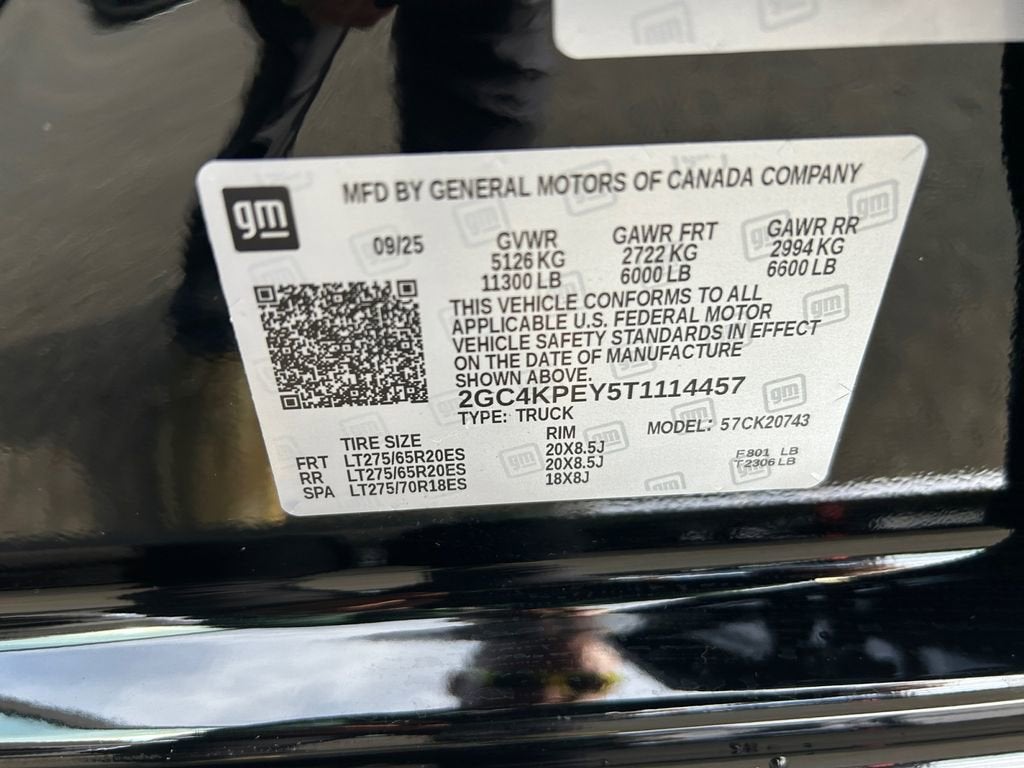 gm
MFD BY GENERAL MOTORS OF CANADA COMPANY
09/25
GVWR
5126 KG
11300 LB
GAWR FRT
2722 KG
6000 LB
GAWR RR
2994 KG
6600 LB
THIS VEHICLE CONFORMS TO ALL
APPLICABLE U.S. FEDERAL MOTOR
VEHICLE SAFETY STANDARDS IN EFFECT
ON THE DATE OF MANUFACTURE
SHOWN ABOVE.
2GC4KPEY5T1114457
TYPE: TRUCK
MODEL: 57CK20743
TIRE SIZE
RIM
FRT LT275/65R20ES 20X8.5J
RR LT275/65R20ES 20X8.5J
SPA LT275/70R18ES 18X8J
F801 LB
T2306 LB